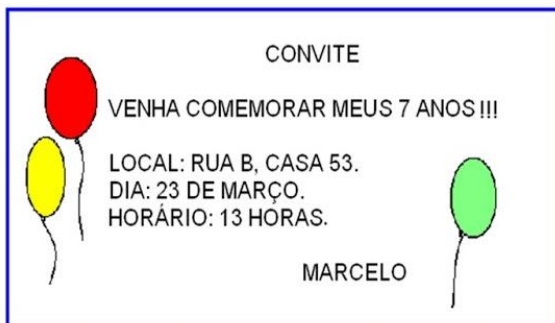 CONVITE
VENHA COMEMORAR MEUS 7 ANOS !!!
LOCAL: RUA B, CASA 53.
DIA: 23 DE MARÇO.
HORÁRIO: 13 HORAS.
MARCELO